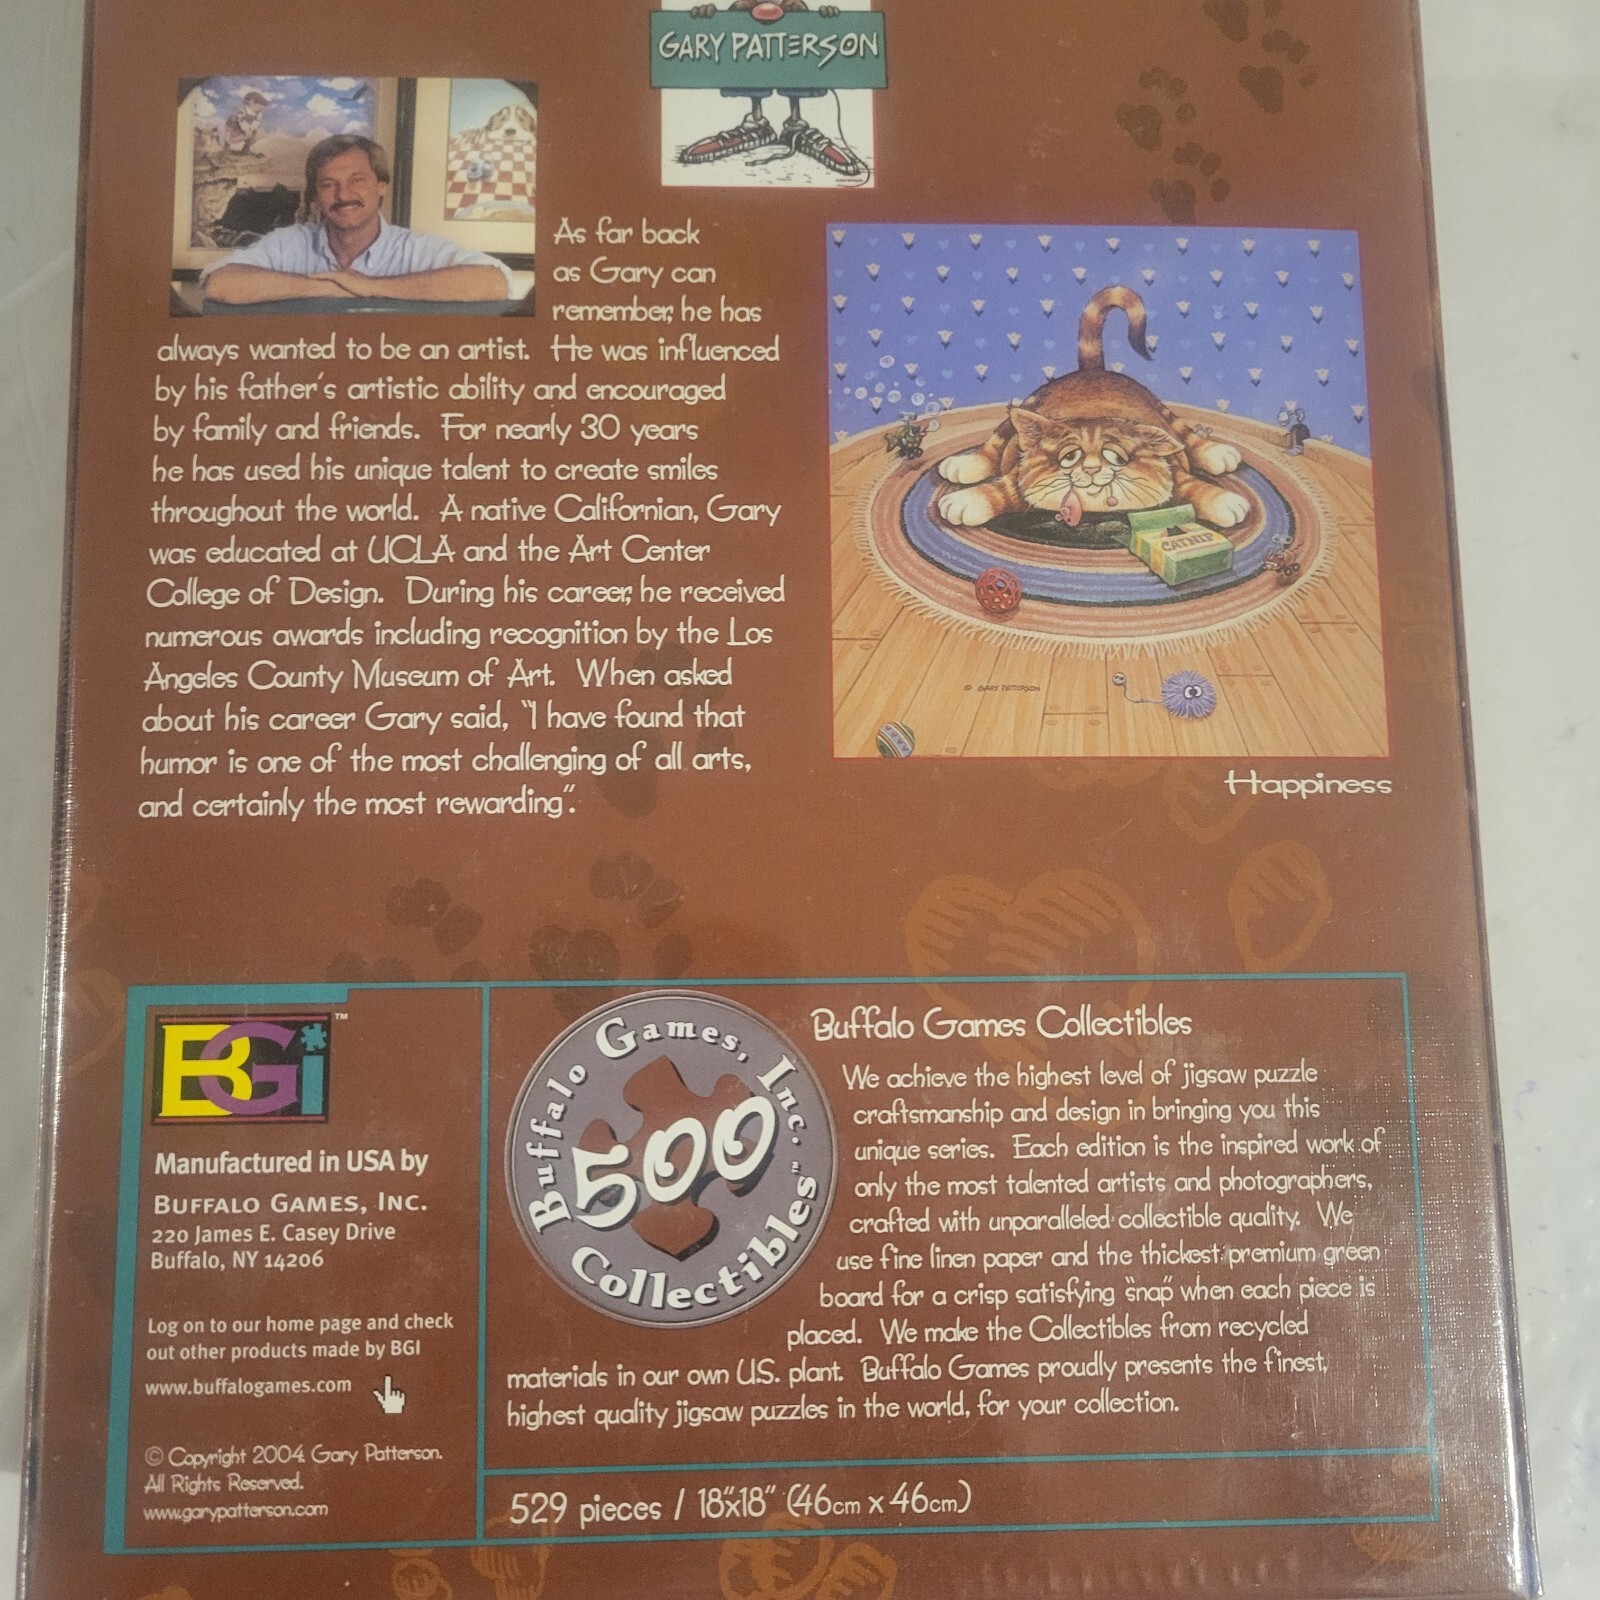 GARY PATTERSON
As far back
as Gary can
remember, he has
always wanted to be an artist. He was influenced
by his father's artistic ability and encouraged
by family and friends. For nearly 30 years
he has used his unique talent to create smiles
throughout the world. A native Californian, Gary
was educated at UCLA and the Art Center
College of Design. During his career, he received
numerous awards including recognition by the Los
Angeles County Museum of Art. When asked
about his career Gary said, "I have found that
humor is one of the most challenging of all arts,
and certainly the most rewarding".
CATNIP
© GARY PATTERSON
Happiness
BGi™
Manufactured in USA by
BUFFALO GAMES, INC.
220 James E. Casey Drive
Buffalo, NY 14206
Log on to our home page and check
out other products made by BGI
www.buffalogames.com
© Copyright 2004 Gary Patterson.
All Rights Reserved.
www.garypatterson.com
Buffalo Games, Inc.
500
Collectibles
Buffalo Games Collectibles
We achieve the highest level of jigsaw puzzle
craftsmanship and design in bringing you this
unique series. Each edition is the inspired work of
only the most talented artists and photographers,
crafted with unparalleled collectible quality. We
use fine linen paper and the thickest premium green
board for a crisp satisfying "snap" when each piece is
placed. We make the Collectibles from recycled
materials in our own U.S. plant. Buffalo Games proudly presents the finest,
highest quality jigsaw puzzles in the world, for your collection.
529 pieces / 18"x18" (46cm x 46cm)